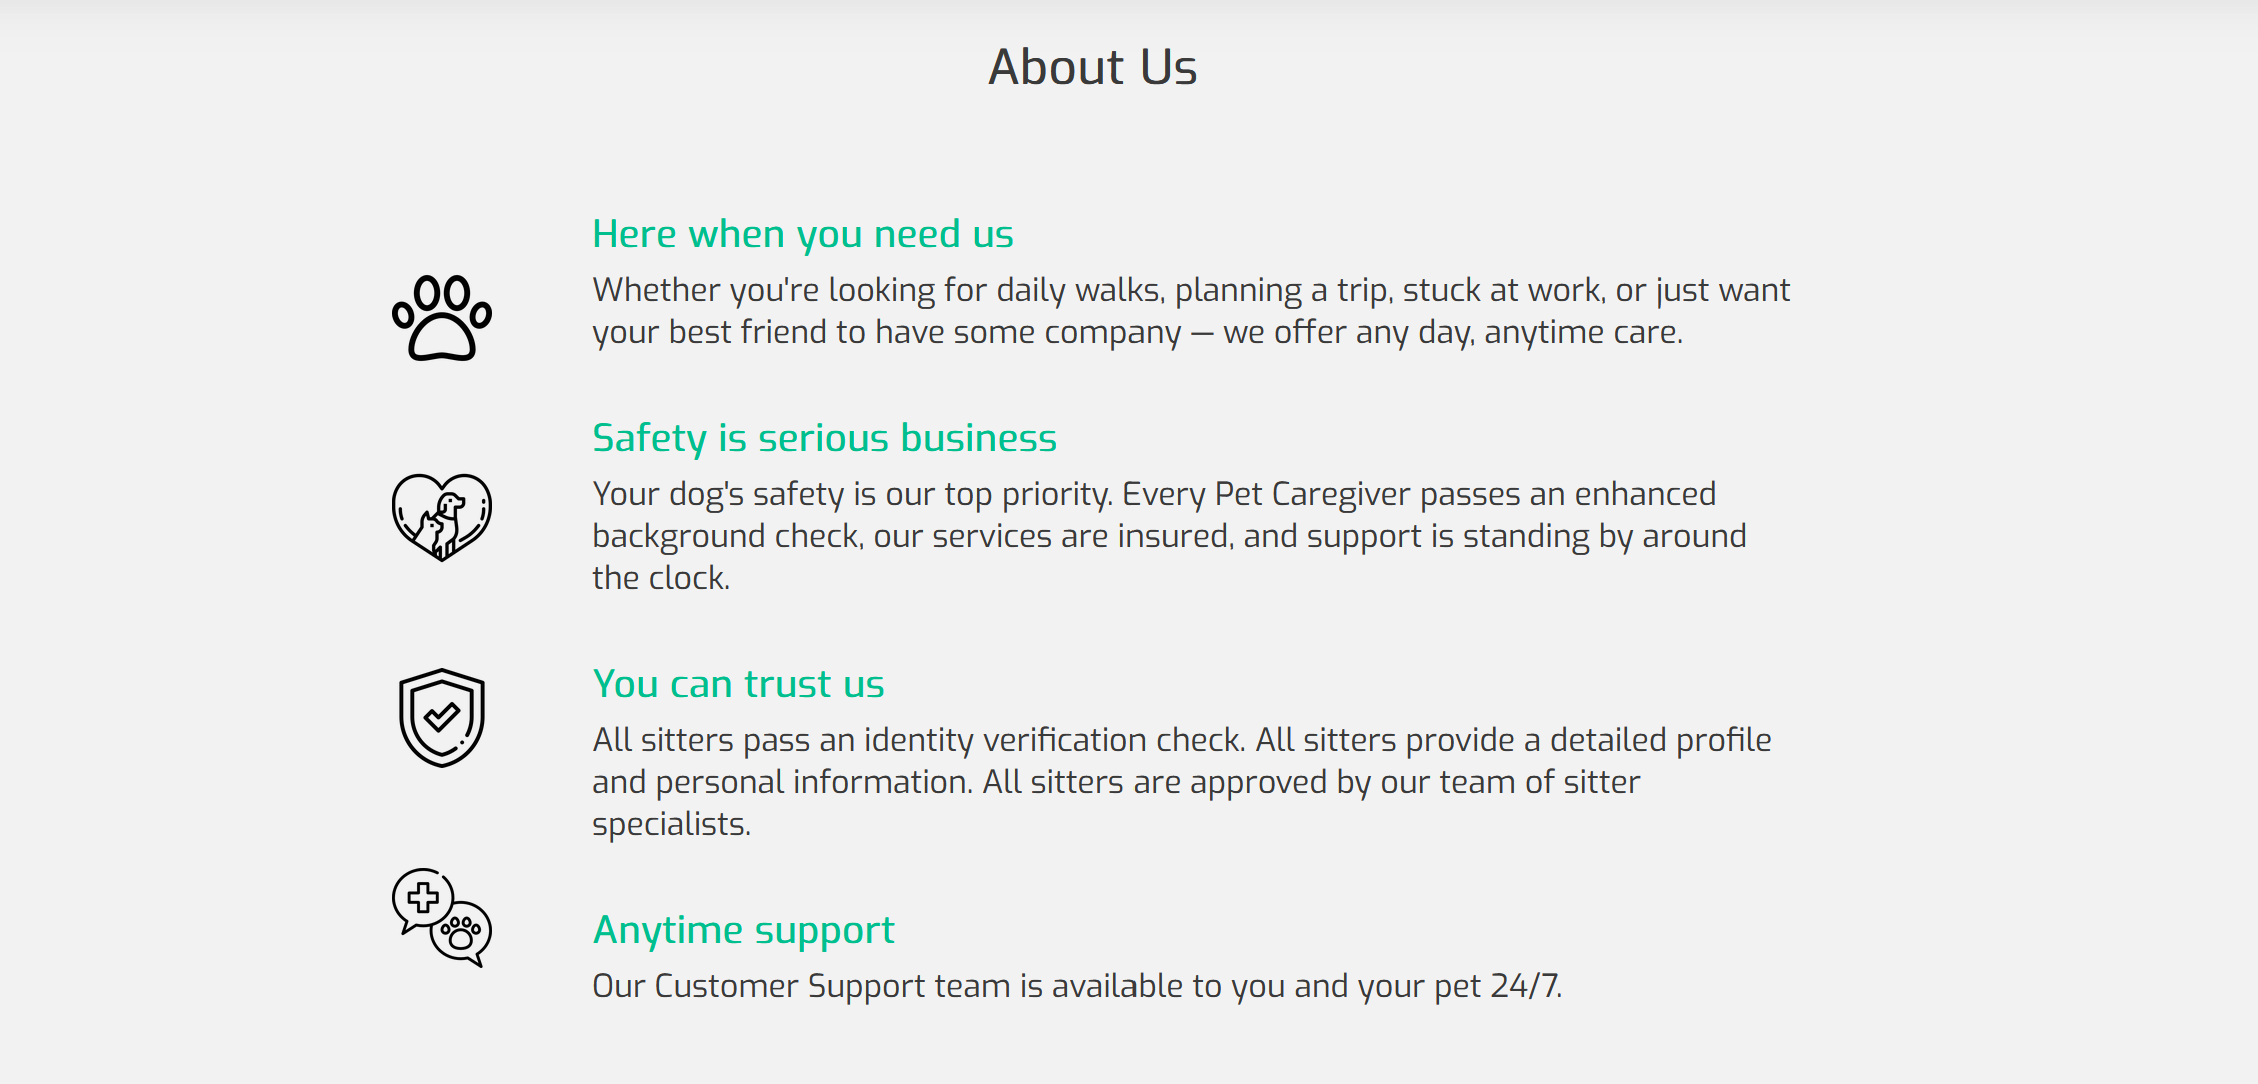 About Us
Here when you need us
Whether you're looking for daily walks, planning a trip, stuck at work, or just want
your best friend to have some company — we offer any day, anytime care.
Safety is serious business
Your dog's safety is our top priority. Every Pet Caregiver passes an enhanced
background check, our services are insured, and support is standing by around
the clock.
You can trust us
All sitters pass an identity verification check. All sitters provide a detailed profile
and personal information. All sitters are approved by our team of sitter
specialists.
Anytime support
Our Customer Support team is available to you and your pet 24/7.